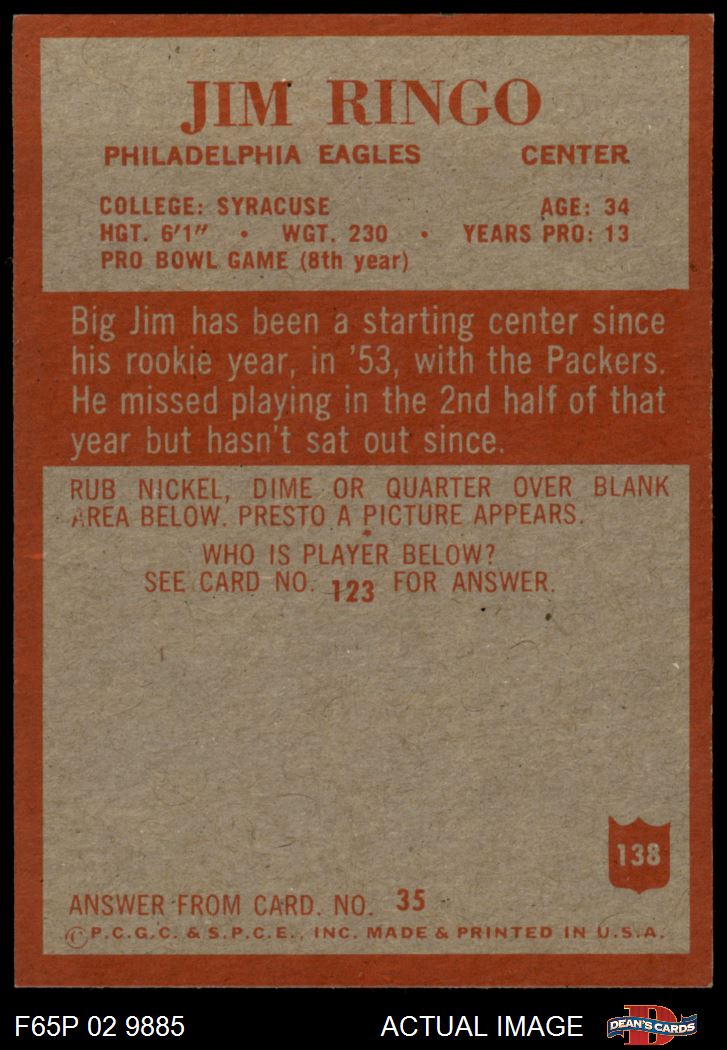 JIM RINGO
PHILADELPHIA EAGLES CENTER
COLLEGE: SYRACUSE AGE: 34
HGT. 6'1" • WGT. 230 • YEARS PRO: 13
PRO BOWL GAME (8th year)
Big Jim has been a starting center since
his rookie year, in '53, with the Packers.
He missed playing in the 2nd half of that
year but hasn't sat out since.
RUB NICKEL, DIME OR QUARTER OVER BLANK
AREA BELOW. PRESTO A PICTURE APPEARS.
WHO IS PLAYER BELOW?
SEE CARD NO. 123 FOR ANSWER.
138
ANSWER FROM CARD. NO. 35
© P.C.G.C. & S.P.C.E., INC. MADE & PRINTED IN U.S.A.
F65P 02 9885 ACTUAL IMAGE
DEAN'S CARDS